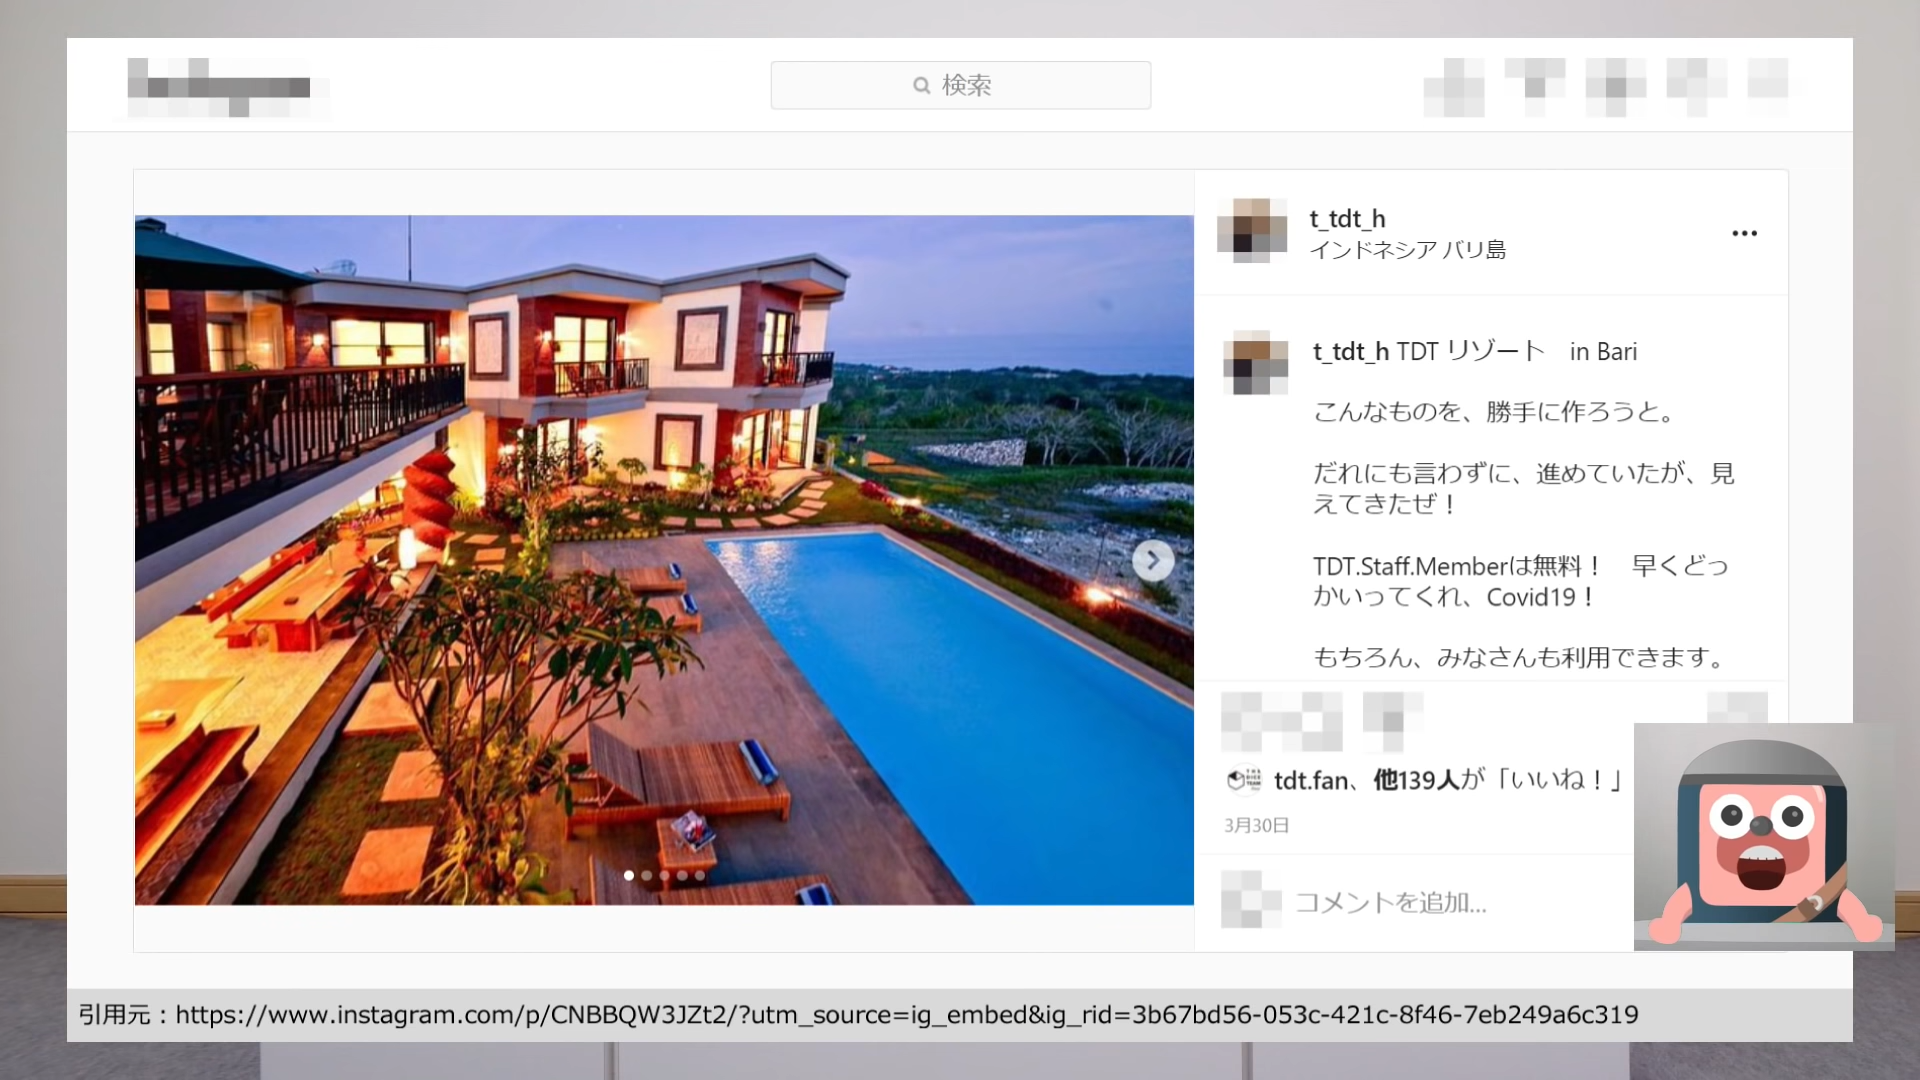 検索
t_tdt_h
インドネシア バリ島
t_tdt_h TDT リゾート　in Bari
こんなものを、勝手に作ろうと。
だれにも言わずに、進めていたが、見
えてきたぜ！
TDT.Staff.Memberは無料！　早くどっ
かいってくれ、Covid19！
もちろん、みなさんも利用できます。
tdt.fan、他139人が「いいね！」
3月30日
コメントを追加...
引用元：https://www.instagram.com/p/CNBBQW3JZt2/?utm_source=ig_embed&ig_rid=3b67bd56-053c-421c-8f46-7eb249a6c319